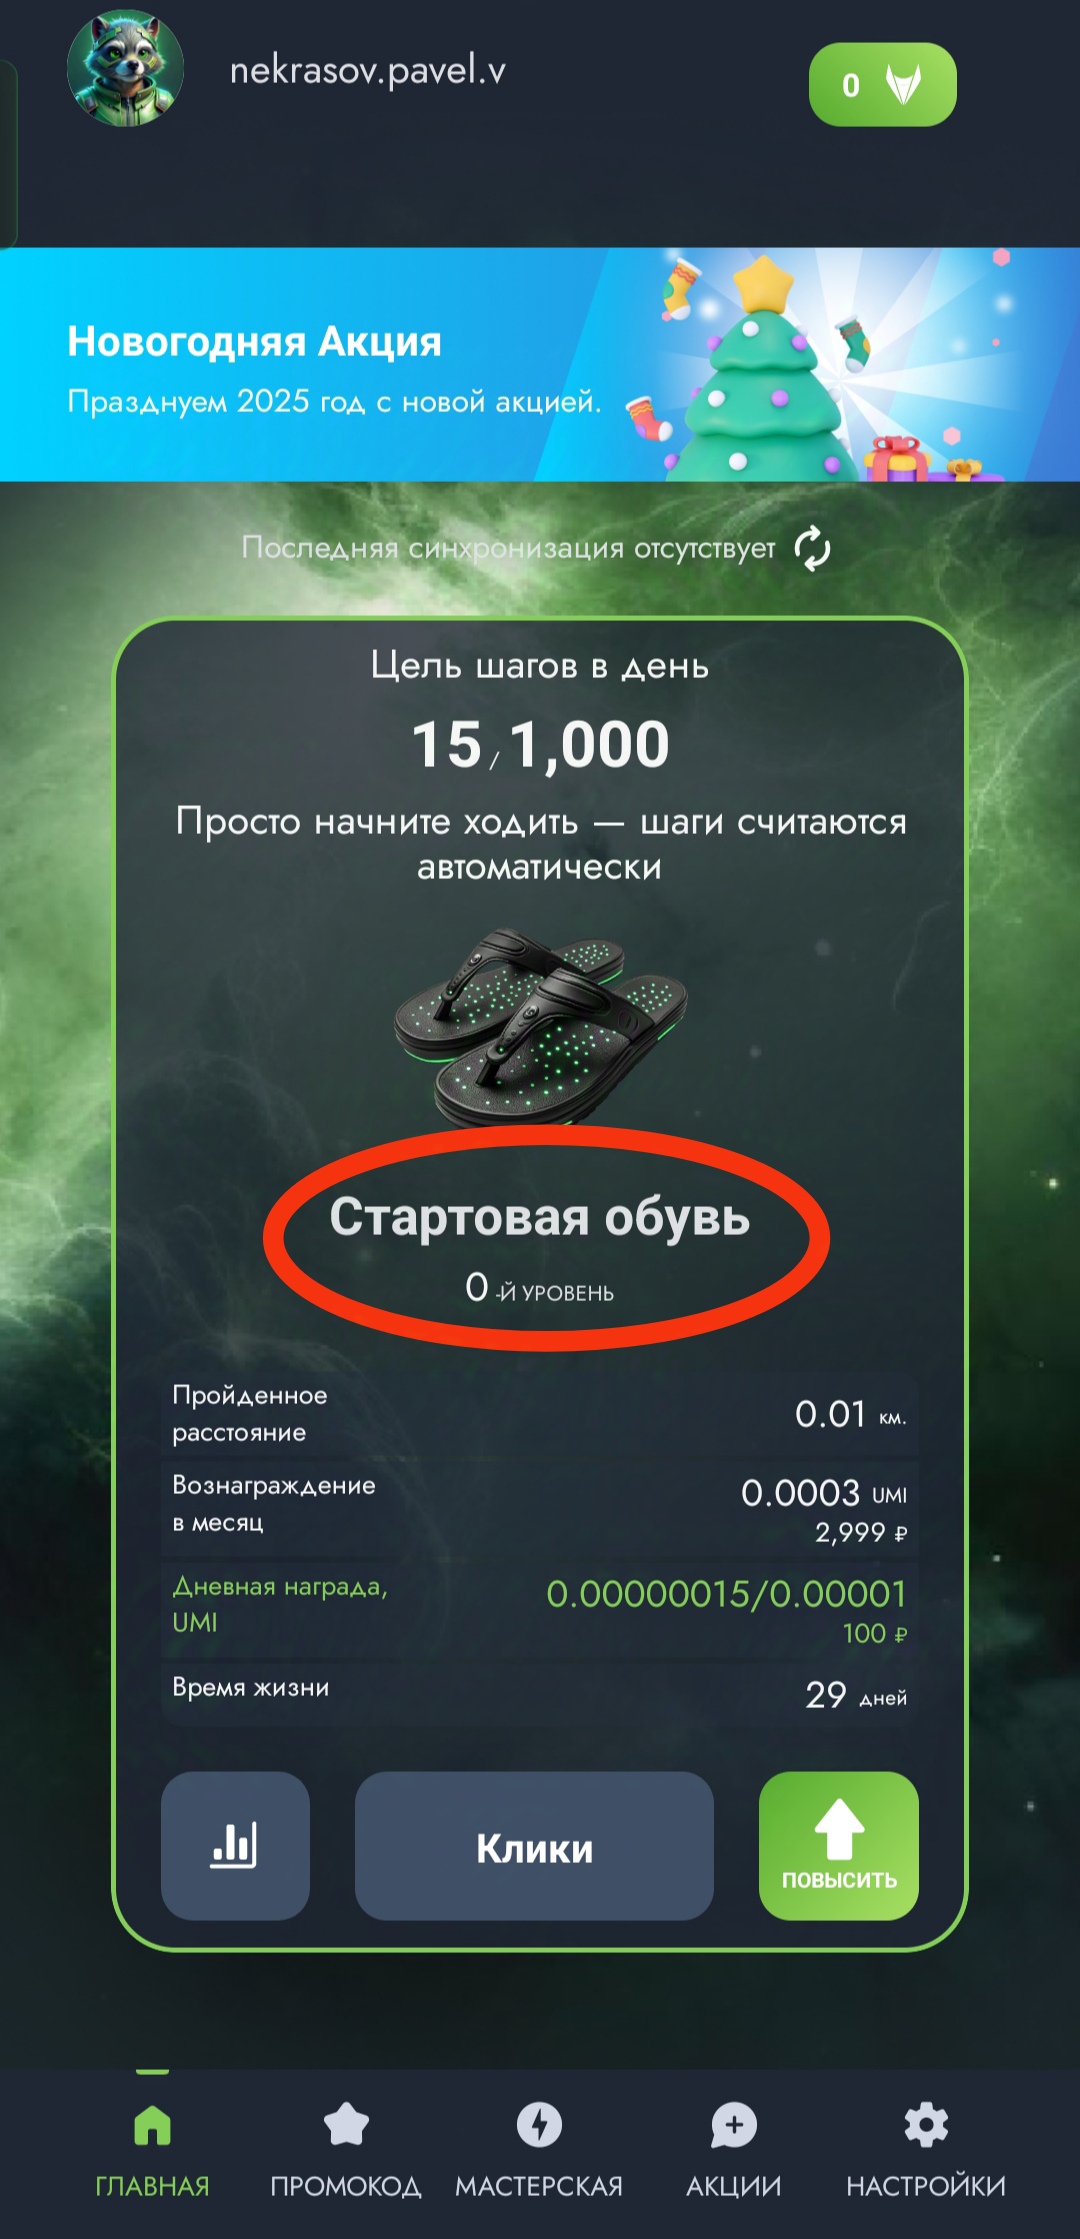 nekrasov.pavel.v
0
Новогодняя Акция
Празднуем 2025 год с новой акцией.
Последняя синхронизация отсутствует
Цель шагов в день
15 / 1,000
Просто начните ходить — шаги считаются
автоматически
Стартовая обувь
0 -Й УРОВЕНЬ
Пройденное
расстояние
0.01 км.
Вознаграждение
в месяц
0.0003 UMI
2,999 ₽
Дневная награда,
UMI
0.00000015/0.00001
100 ₽
Время жизни
29 дней
Клики
ПОВЫСИТЬ
ГЛАВНАЯ
ПРОМОКОД
МАСТЕРСКАЯ
АКЦИИ
НАСТРОЙКИ